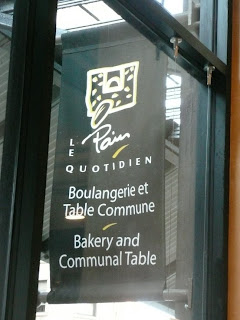 LE
Pain
QUOTIDIEN
Boulangerie et
Table Commune
Bakery and
Communal Table